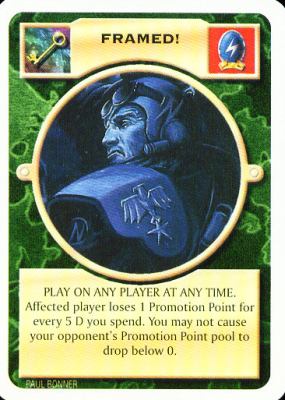 FRAMED!
PLAY ON ANY PLAYER AT ANY TIME.
Affected player loses 1 Promotion Point for
every 5 D you spend. You may not cause
your opponent's Promotion Point pool to
drop below 0.
PAUL BONNER